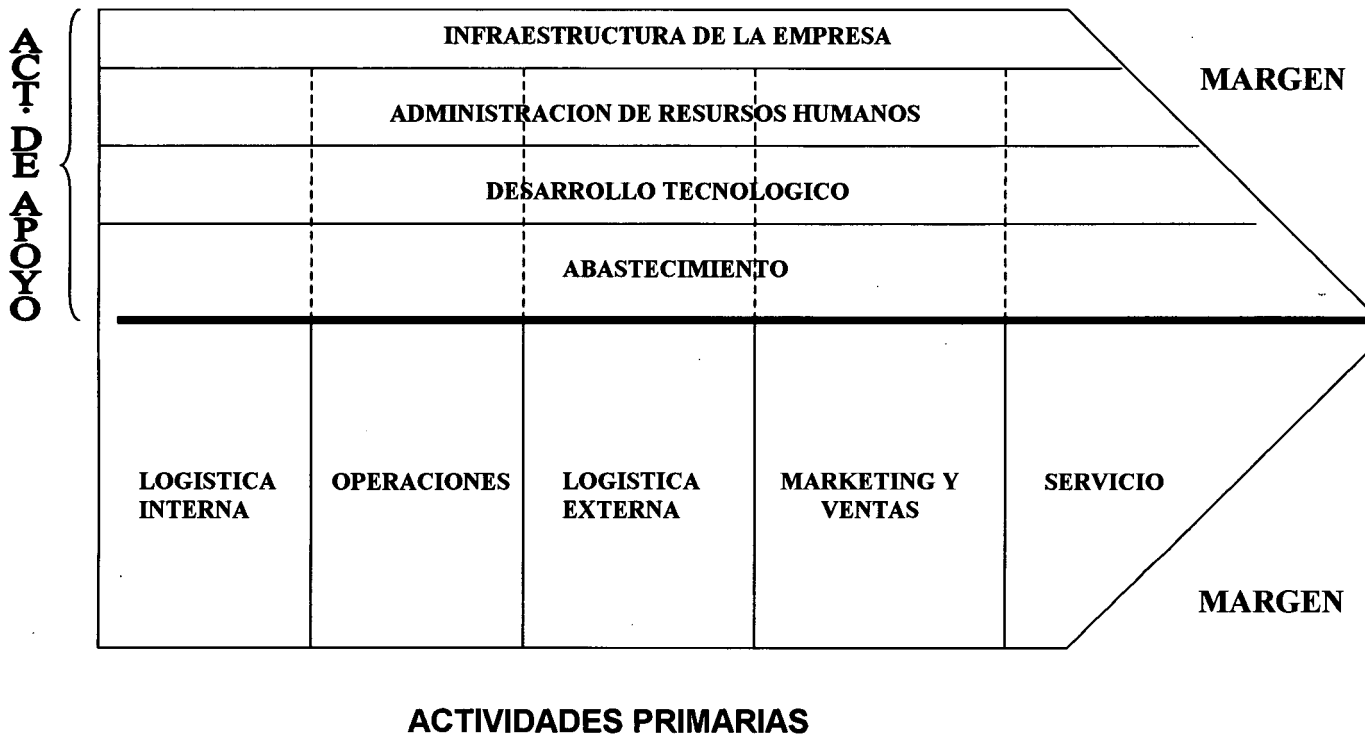 ACT. DE APOYO
INFRAESTRUCTURA DE LA EMPRESA
MARGEN
ADMINISTRACION DE RESURSOS HUMANOS
DESARROLLO TECNOLOGICO
ABASTECIMIENTO
LOGISTICA
INTERNA
OPERACIONES
LOGISTICA
EXTERNA
MARKETING Y
VENTAS
SERVICIO
MARGEN
ACTIVIDADES PRIMARIAS